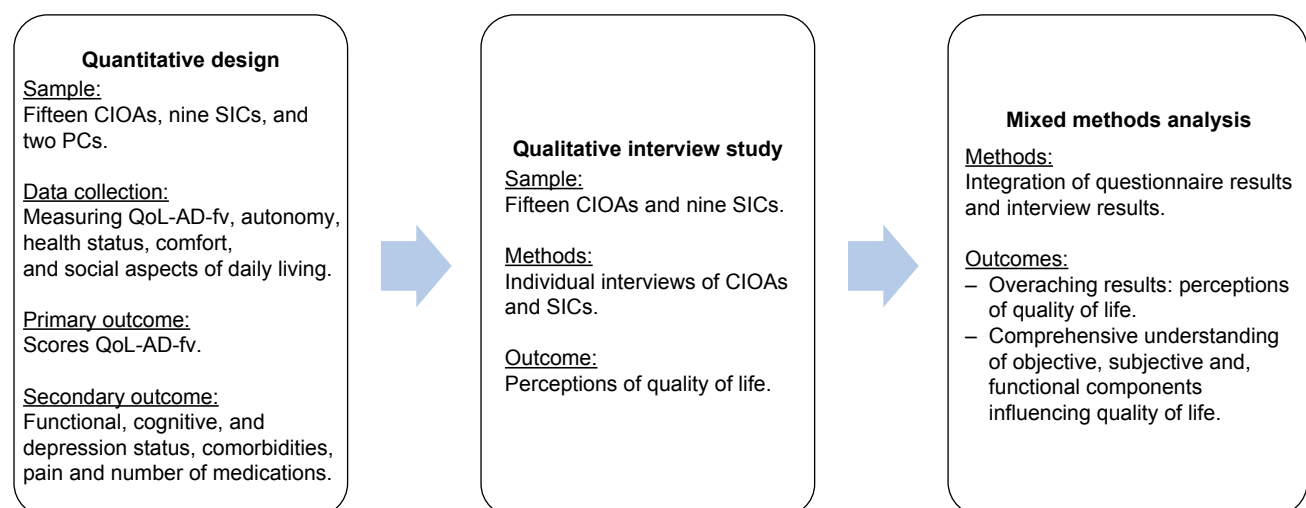 Quantitative design
Sample:
Fifteen CIOAs, nine SICs, and
two PCs.
Data collection:
Measuring QoL-AD-fv, autonomy,
health status, comfort,
and social aspects of daily living.
Primary outcome:
Scores QoL-AD-fv.
Secondary outcome:
Functional, cognitive, and
depression status, comorbidities,
pain and number of medications.
Qualitative interview study
Sample:
Fifteen CIOAs and nine SICs.
Methods:
Individual interviews of CIOAs
and SICs.
Outcome:
Perceptions of quality of life.
Mixed methods analysis
Methods:
Integration of questionnaire results
and interview results.
Outcomes:
– Overaching results: perceptions
of quality of life.
– Comprehensive understanding
of objective, subjective and,
functional components
influencing quality of life.